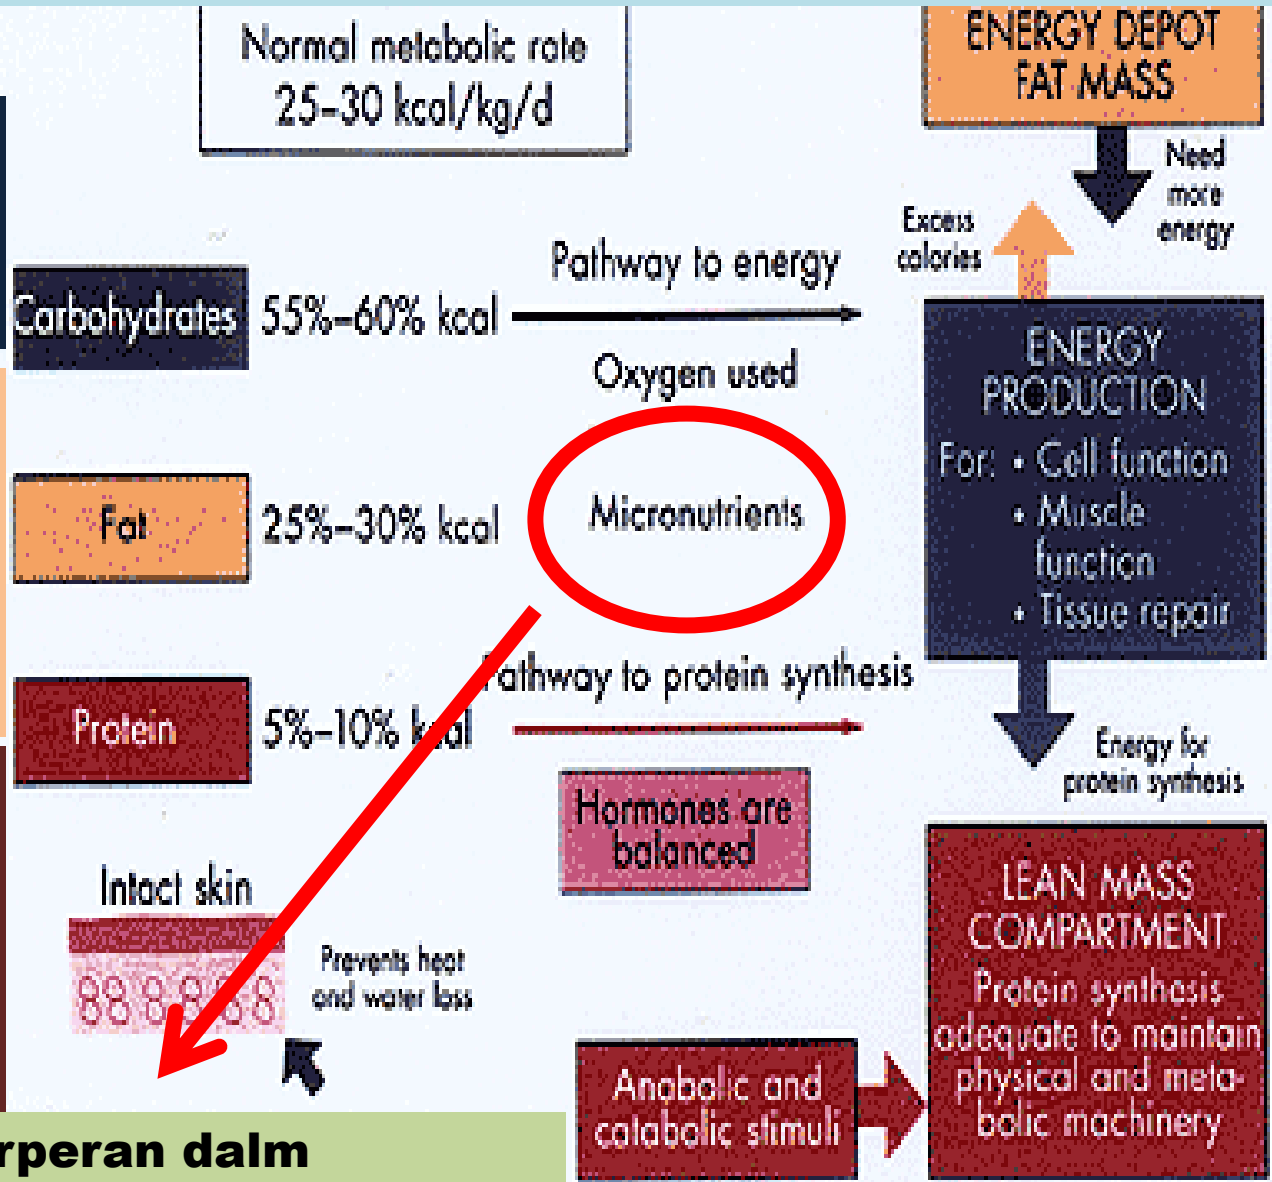 Normal metabolic rate
25–30 kcal/kg/d
ENERGY DEPOT
FAT MASS
Need
more
energy
Excess
calories
Pathway to energy
Carbohydrates
55%–60% kcal
Oxygen used
ENERGY
PRODUCTION
For: • Cell function
• Muscle
function
• Tissue repair
Fat
25%–30% kcal
Micronutrients
Pathway to protein synthesis
Protein
5%–10% kcal
Energy for
protein synthesis
Hormones are
balanced
Intact skin
Prevents heat
and water loss
LEAN MASS
COMPARTMENT
Protein synthesis
adequate to maintain
physical and meta-
bolic machinery
Anabolic and
catabolic stimuli
rperan dalm